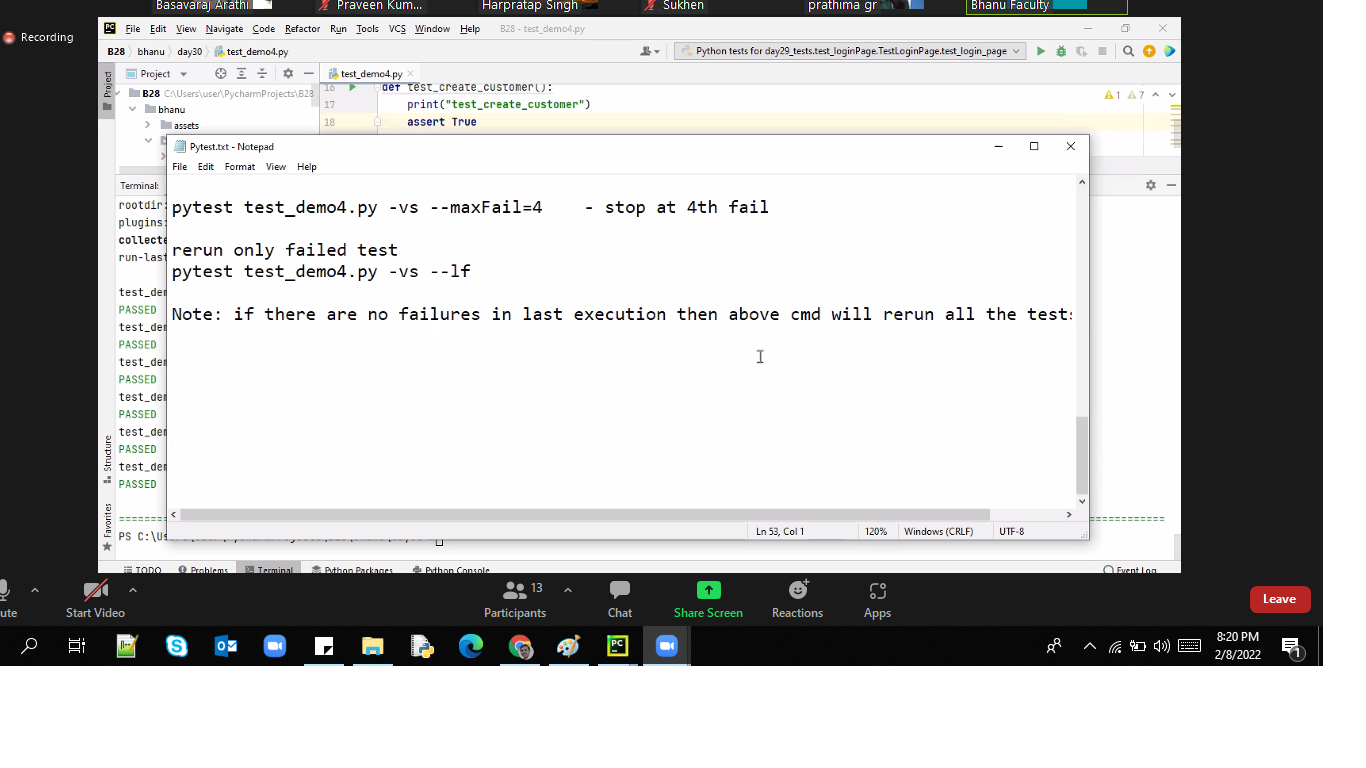 Basavaraj Arathi
Praveen Kum...
Harpratap Singh
Sukhen
prathima gr
Bhanu Faculty
Recording
PC File Edit View Navigate Code Refactor Run Tools VCS Window Help B28 - test_demo4.py
B28 bhanu day30 test_demo4.py
Python tests for day29_tests.test_loginPage.TestLoginPage.test_login_page
Project
Project
test_demo4.py
B28 C:\Users\user\PycharmProjects\B28
bhanu
assets
16 def test_create_customer():
17 print("test_create_customer")
18 assert True
1 7
Pytest.txt - Notepad
File Edit Format View Help
pytest test_demo4.py -vs --maxFail=4 - stop at 4th fail
rerun only failed test
pytest test_demo4.py -vs --lf
Note: if there are no failures in last execution then above cmd will rerun all the tests
Ln 53, Col 1 120% Windows (CRLF) UTF-8
Terminal:
rootdir:
plugins:
collecte
run-last
test_dem
PASSED
test_dem
PASSED
test_dem
PASSED
test_dem
PASSED
test_dem
PASSED
test_dem
PASSED
PS C:\U
Structure
Favorites
TODO Problems Terminal Python Packages Python Console Event Log
ute
Start Video
13
Participants
Chat
Share Screen
Reactions
Apps
Leave
PC
8:20 PM
2/8/2022
1